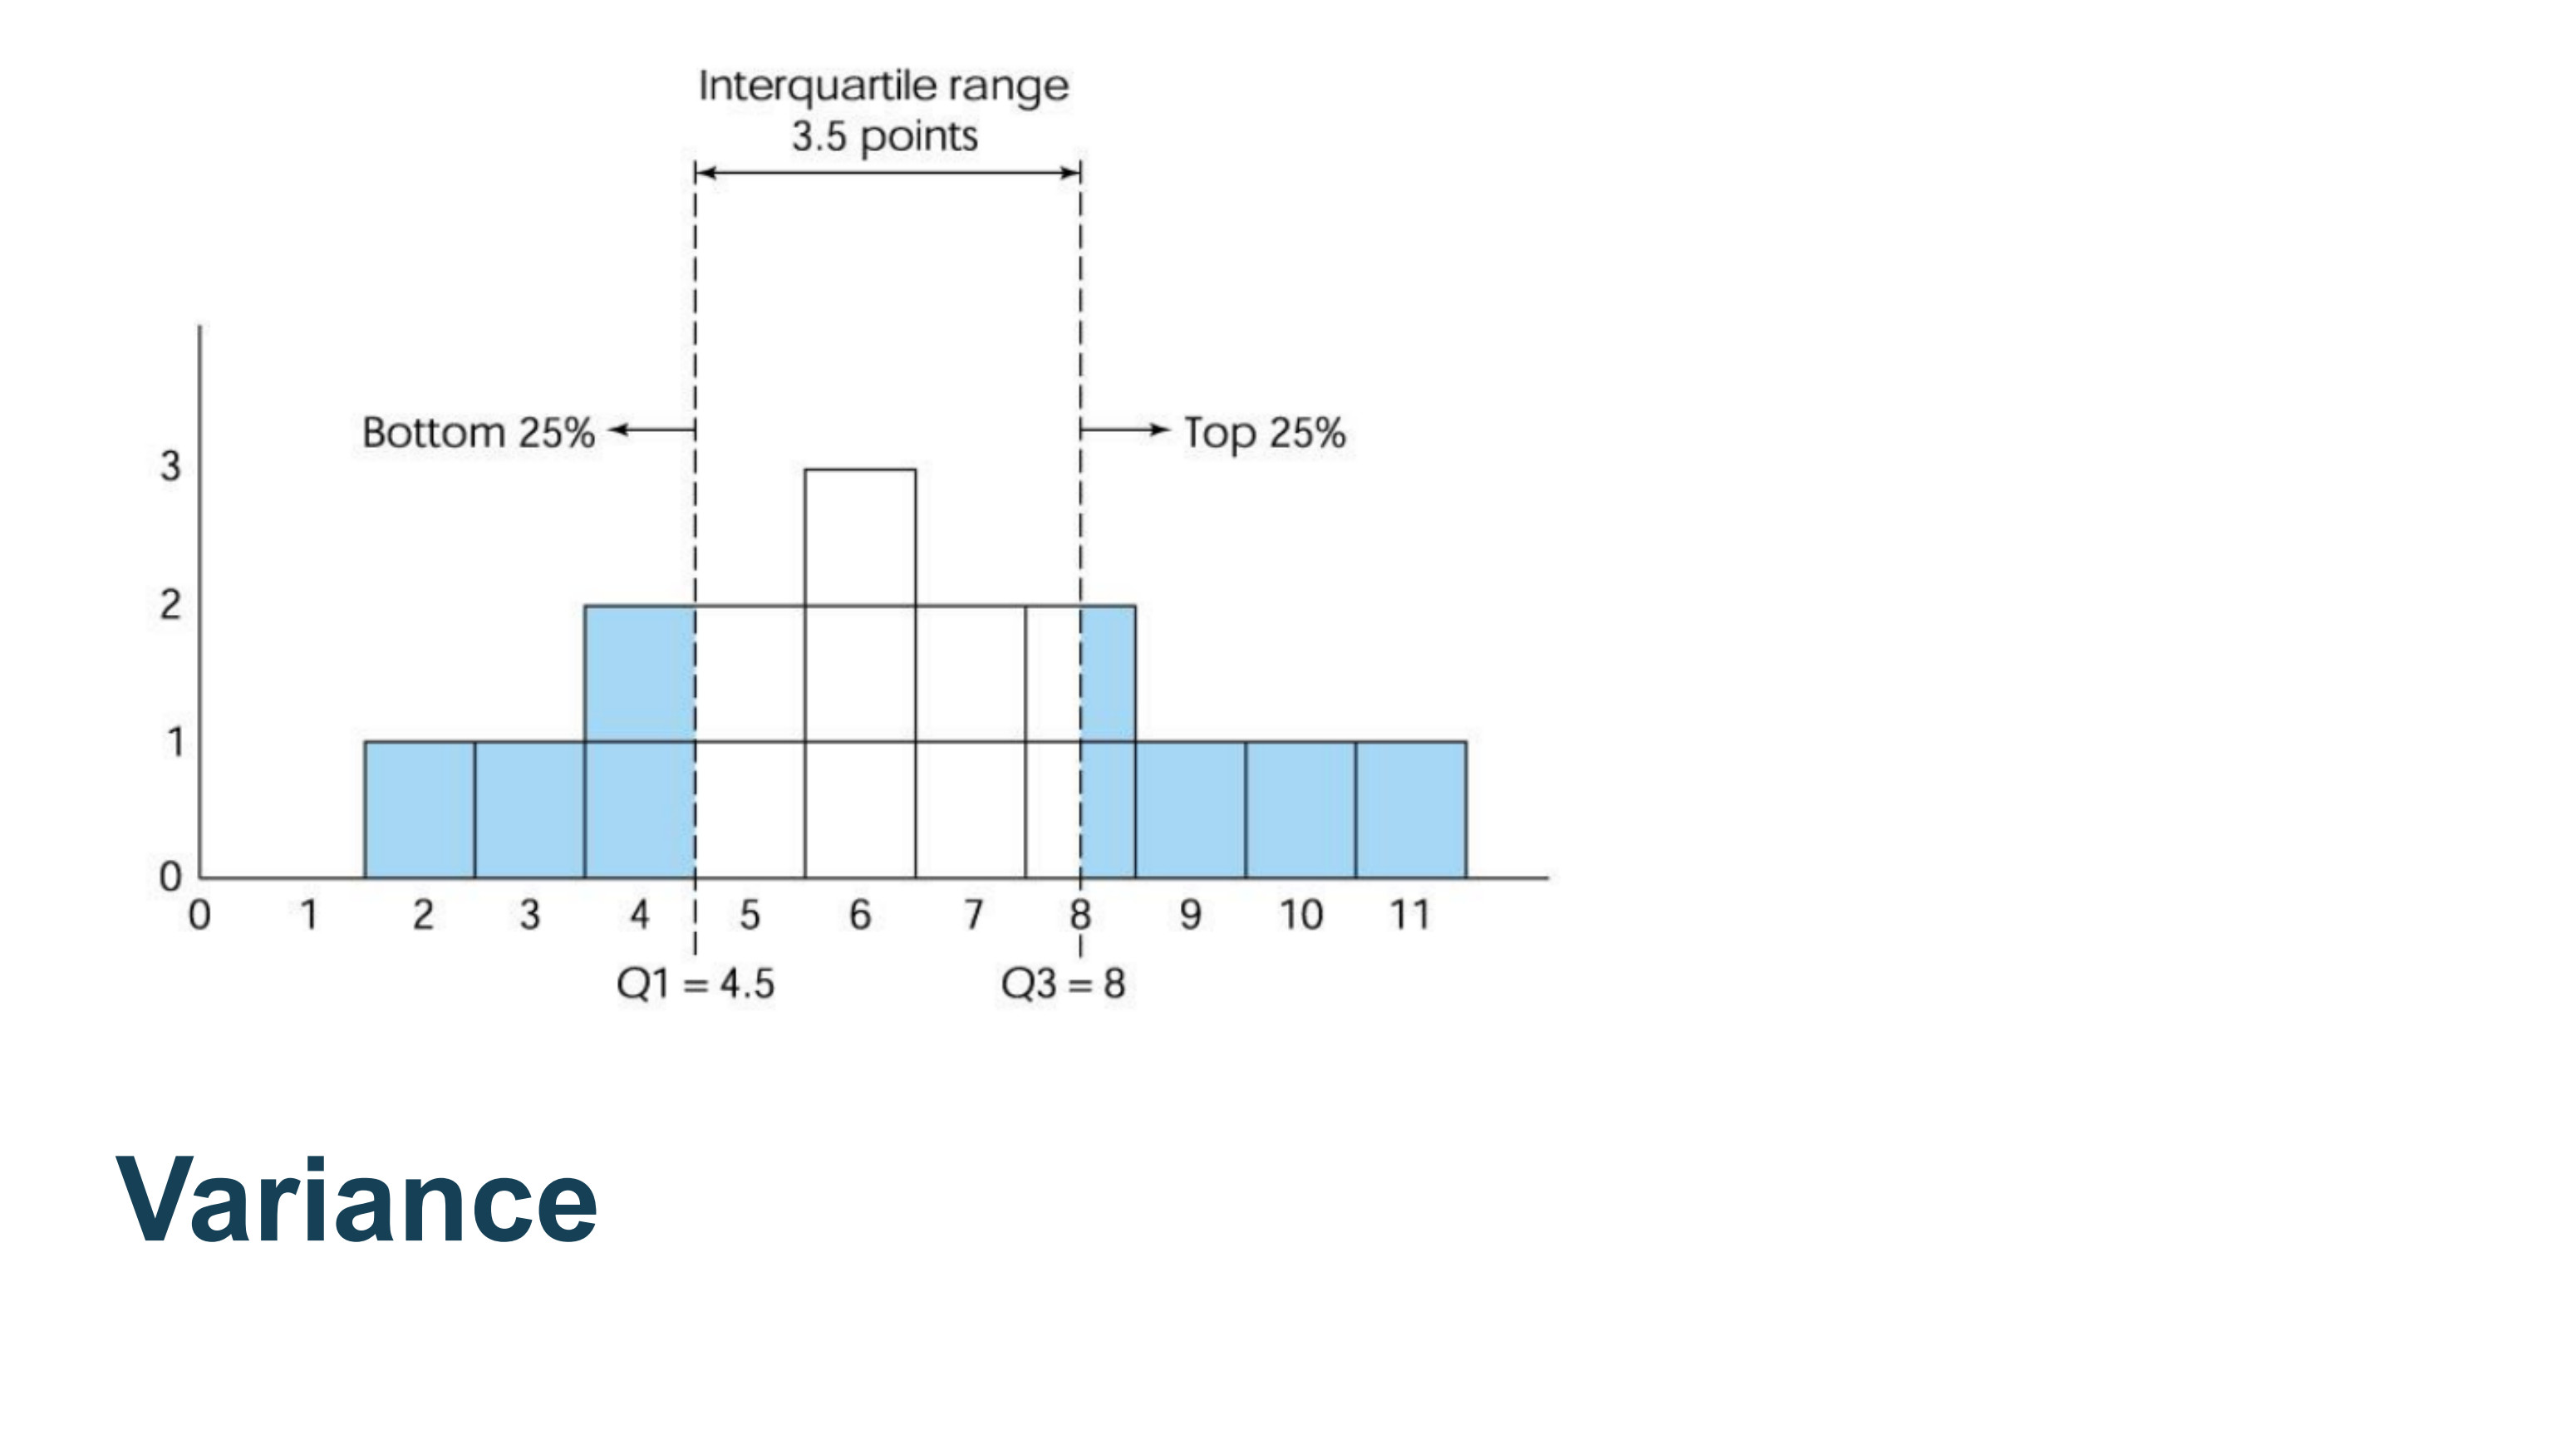 Interquartile range
3.5 points
Bottom 25%
Top 25%
3
2
1
0
0 1 2 3 4 5 6 7 8 9 10 11
Q1 = 4.5
Q3 = 8
Variance